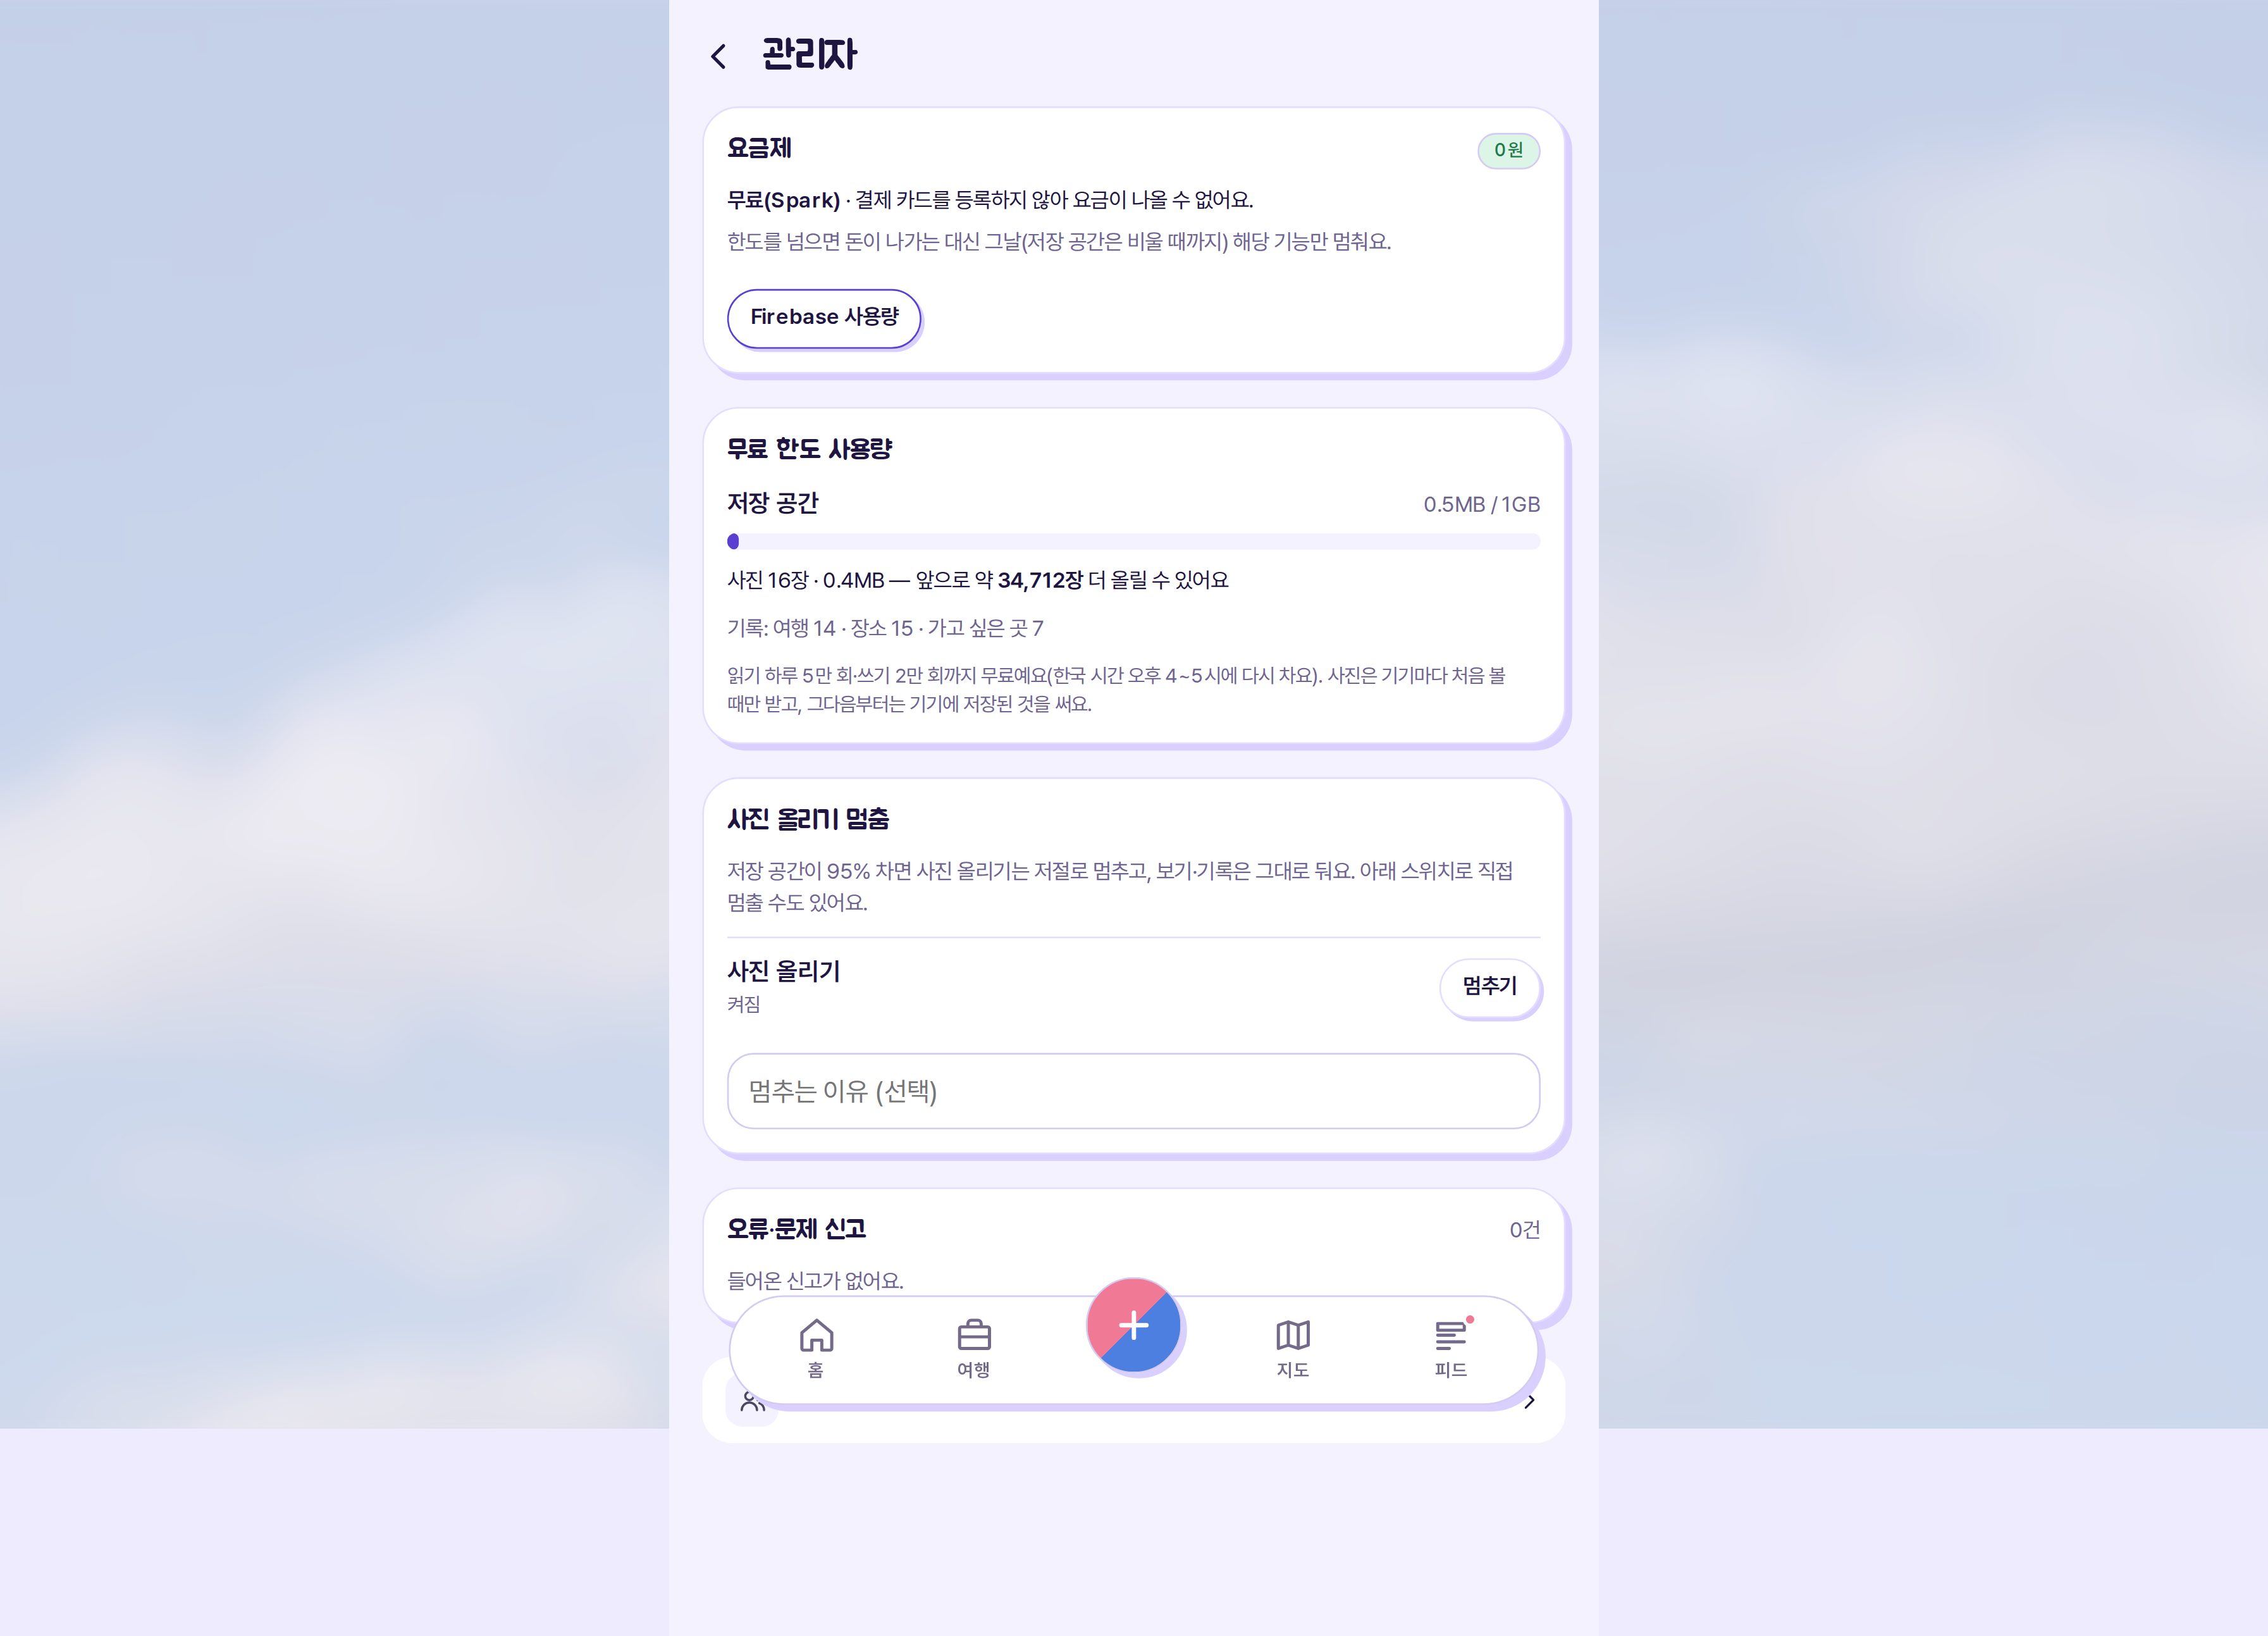 관리자
요금제
0원
무료(Spark) · 결제 카드를 등록하지 않아 요금이 나올 수 없어요.
한도를 넘으면 돈이 나가는 대신 그날(저장 공간은 비울 때까지) 해당 기능만 멈춰요.
Firebase 사용량
무료 한도 사용량
저장 공간
0.5MB / 1GB
사진 16장 · 0.4MB — 앞으로 약 34,712장 더 올릴 수 있어요
기록: 여행 14 · 장소 15 · 가고 싶은 곳 7
읽기 하루 5만 회·쓰기 2만 회까지 무료예요(한국 시간 오후 4~5시에 다시 차요). 사진은 기기마다 처음 볼
때만 받고, 그다음부터는 기기에 저장된 것을 써요.
사진 올리기 멈춤
저장 공간이 95% 차면 사진 올리기는 저절로 멈추고, 보기·기록은 그대로 둬요. 아래 스위치로 직접
멈출 수도 있어요.
사진 올리기
켜짐
멈추기
멈추는 이유 (선택)
오류·문제 신고
0건
들어온 신고가 없어요.
홈
여행
지도
피드